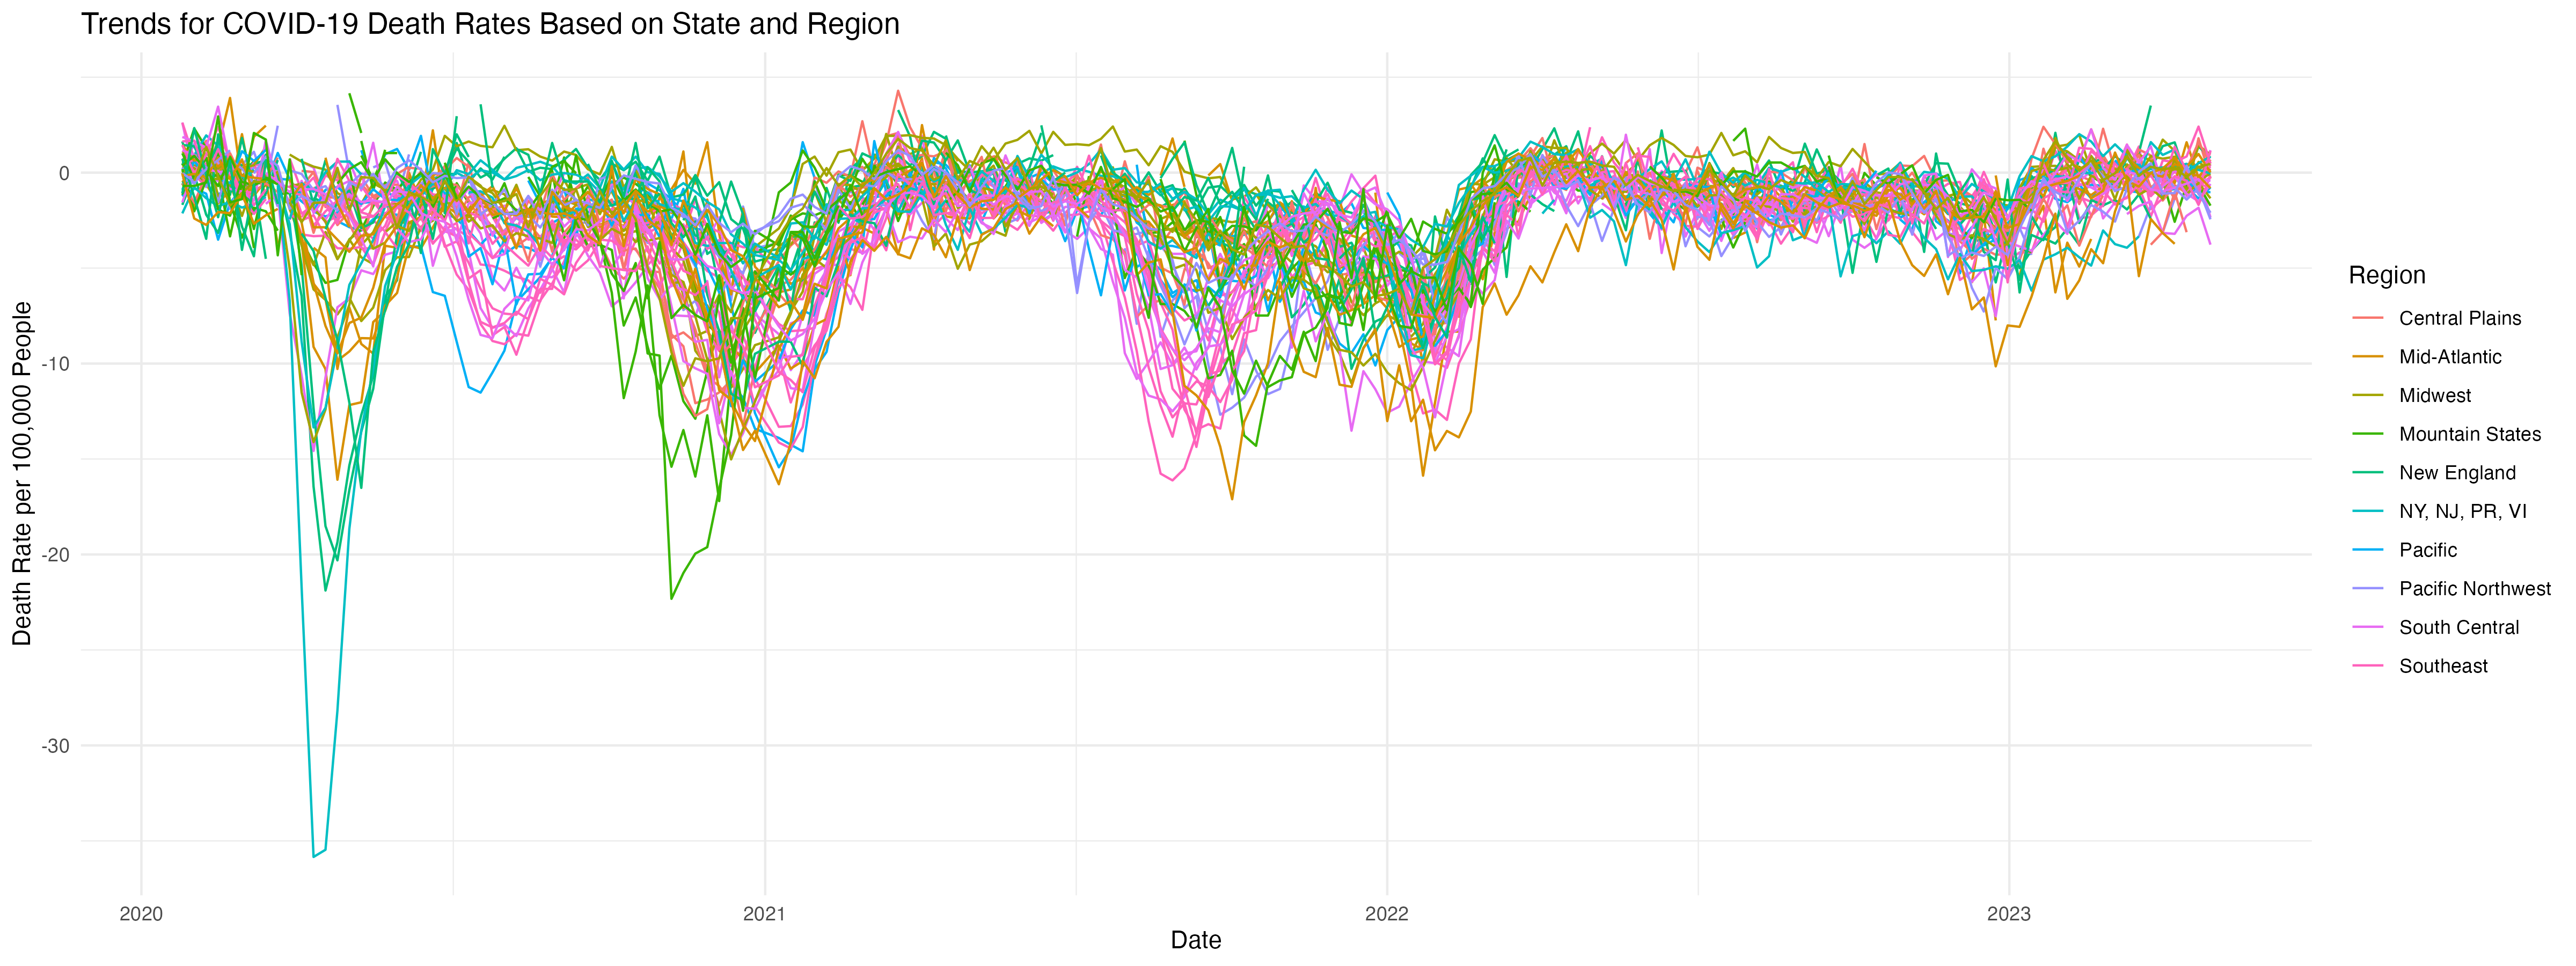 Trends for COVID-19 Death Rates Based on State and Region
Death Rate per 100,000 People
0
-10
-20
-30
2020
2021
2022
2023
Date
Region
Central Plains
Mid-Atlantic
Midwest
Mountain States
New England
NY, NJ, PR, VI
Pacific
Pacific Northwest
South Central
Southeast